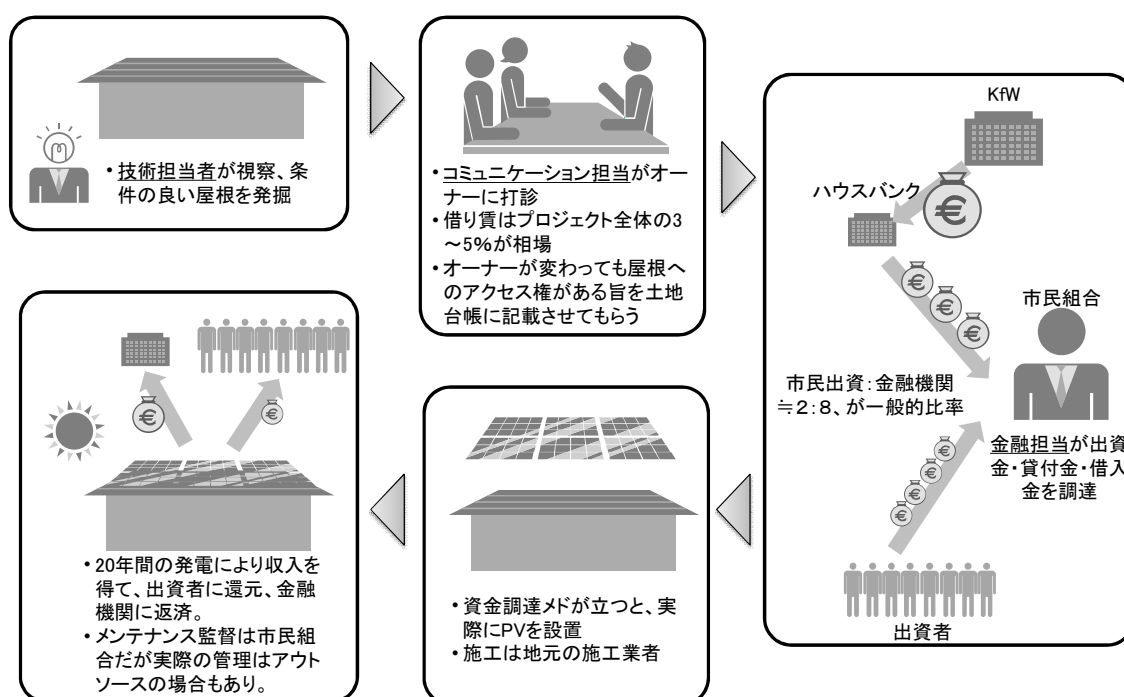 ・技術担当者が視察、条
件の良い屋根を発掘
・コミュニケーション担当がオー
ナーに打診
・借り賃はプロジェクト全体の3
～5%が相場
・オーナーが変わっても屋根へ
のアクセス権がある旨を土地
台帳に記載させてもらう
KfW
ハウスバンク
€
€
€
€
市民組合
市民出資：金融機関
≒2：8、が一般的比率
金融担当が出資
金・貸付金・借入
金を調達
€
€
€
€
出資者
・資金調達メドが立つと、実
際にPVを設置
・施工は地元の施工業者
€
€
・20年間の発電により収入を
得て、出資者に還元、金融
機関に返済。
・メンテナンス監督は市民組
合だが実際の管理はアウト
ソースの場合もあり。